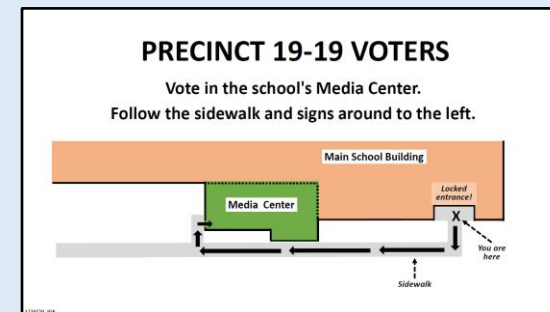 PRECINCT 19-19 VOTERS
Vote in the school's Media Center.
Follow the sidewalk and signs around to the left.
Main School Building
Locked
entrance!
Media Center
X
You are
here
Sidewalk